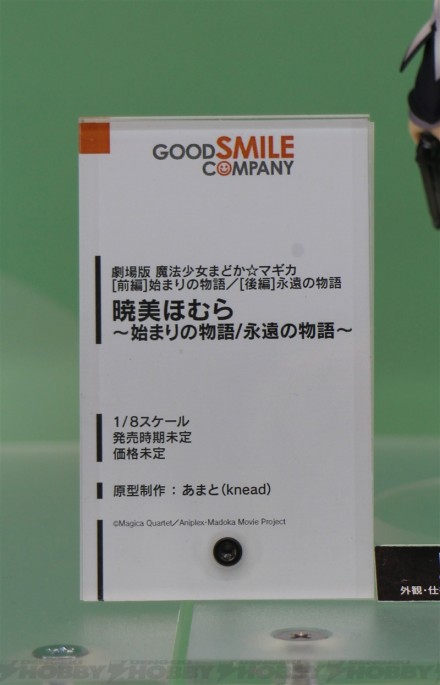 GOOD SMILE
COMPANY
劇場版 魔法少女まどか☆マギカ
[前編]始まりの物語／[後編]永遠の物語
暁美ほむら
～始まりの物語/永遠の物語～
1/8スケール
発売時期未定
価格未定
原型制作 : あまと(knead)
©Magica Quartet／Aniplex・Madoka Movie Project
外観・仕
HOBBY HOBBY HOBBY HOBBY